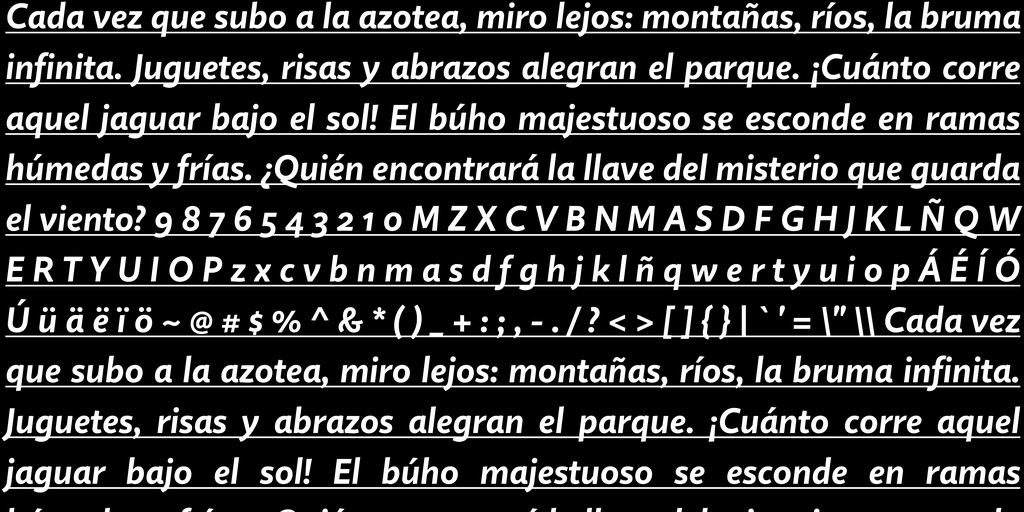 Cada vez que subo a la azotea, miro lejos: montañas, ríos, la bruma
infinita. Juguetes, risas y abrazos alegran el parque. ¡Cuánto corre
aquel jaguar bajo el sol! El búho majestuoso se esconde en ramas
húmedas y frías. ¿Quién encontrará la llave del misterio que guarda
el viento? 9 8 7 6 5 4 3 2 1 0 M Z X C V B N M A S D F G H J K L Ñ Q W
E R T Y U I O P z x c v b n m a s d f g h j k l ñ q w e r t y u i o p Á É Í Ó
Ú ü ä ë ï ö ~ @ # $ % ^ & * ( ) _ + : ; , - . / ? < > [ ] { } | ` ' = \" \\ Cada vez
que subo a la azotea, miro lejos: montañas, ríos, la bruma infinita.
Juguetes, risas y abrazos alegran el parque. ¡Cuánto corre aquel
jaguar bajo el sol! El búho majestuoso se esconde en ramas